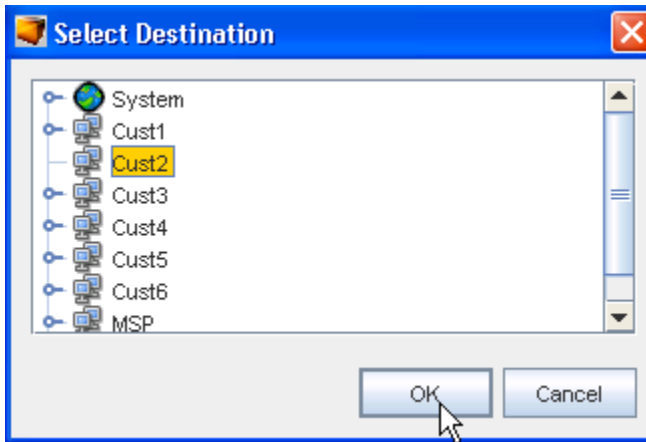 Select Destination
System
Cust1
Cust2
Cust3
Cust4
Cust5
Cust6
MSP
OK Cancel